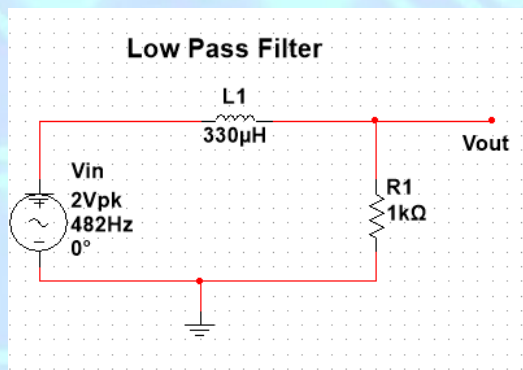 Low Pass Filter
L1
330µH
Vout
Vin
2Vpk
482Hz
0°
R1
1kΩ